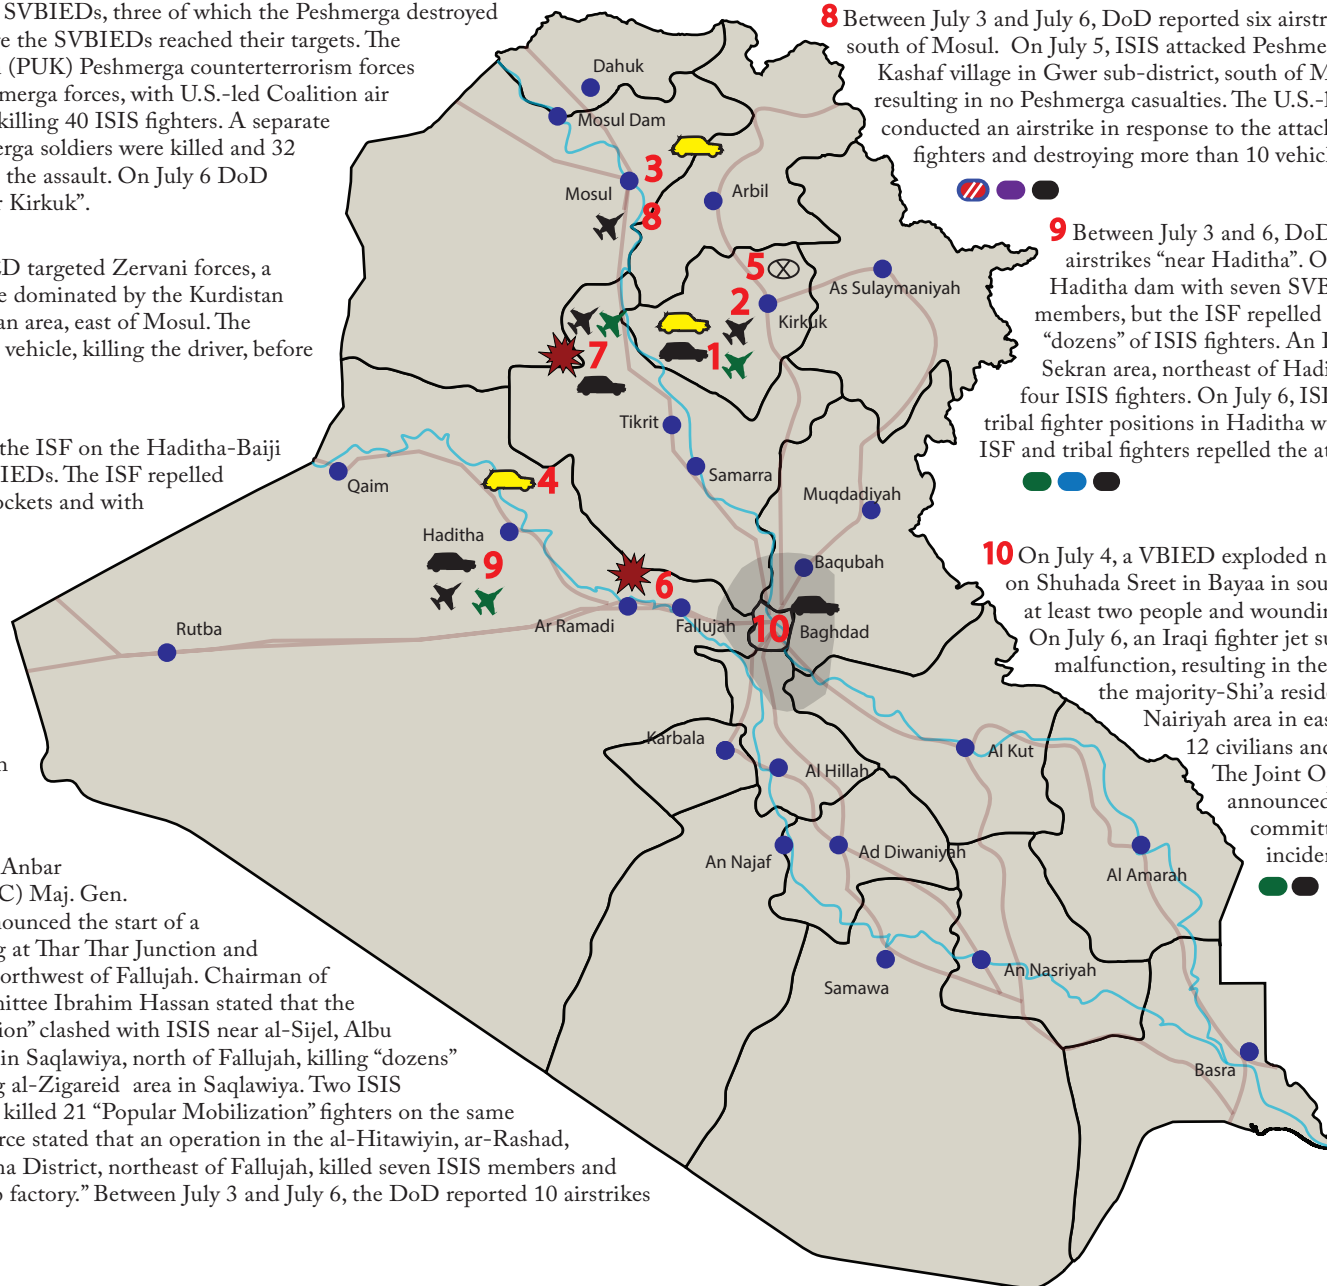 SVBIEDs, three of which the Peshmerga destroyed
re the SVBIEDs reached their targets. The
(PUK) Peshmerga counterterrorism forces
merga forces, with U.S.-led Coalition air
killing 40 ISIS fighters. A separate
erga soldiers were killed and 32
the assault. On July 6 DoD
r Kirkuk”.
ED targeted Zervani forces, a
e dominated by the Kurdistan
an area, east of Mosul. The
vehicle, killing the driver, before
the ISF on the Haditha-Baiji
IEDs. The ISF repelled
ockets and with
n
Anbar
C) Maj. Gen.
nounced the start of a
g at Thar Thar Junction and
orthwest of Fallujah. Chairman of
mittee Ibrahim Hassan stated that the
ion” clashed with ISIS near al-Sijel, Albu
in Saqlawiya, north of Fallujah, killing “dozens”
g al-Zigareid area in Saqlawiya. Two ISIS
killed 21 “Popular Mobilization” fighters on the same
rce stated that an operation in the al-Hitawiyin, ar-Rashad,
na District, northeast of Fallujah, killed seven ISIS members and
factory.” Between July 3 and July 6, the DoD reported 10 airstrikes
Dahuk
Mosul Dam
3
Mosul
Arbil
8
5
As Sulaymaniyah
2
Kirkuk
7
1
Tikrit
Samarra
Qaim
4
Muqdadiyah
Haditha
9
Baqubah
6
Rutba
Ar Ramadi
Fallujah
10
Baghdad
Karbala
Al Hillah
Al Kut
An Najaf
Ad Diwaniyah
Al Amarah
Samawa
An Nasriyah
Basra
8 Between July 3 and July 6, DoD reported six airstr
south of Mosul. On July 5, ISIS attacked Peshme
Kashaf village in Gwer sub-district, south of M
resulting in no Peshmerga casualties. The U.S.-l
conducted an airstrike in response to the attac
fighters and destroying more than 10 vehicl
9 Between July 3 and 6, DoD
airstrikes “near Haditha”. O
Haditha dam with seven SVB
members, but the ISF repelled
“dozens” of ISIS fighters. An I
Sekran area, northeast of Hadi
four ISIS fighters. On July 6, ISI
tribal fighter positions in Haditha w
ISF and tribal fighters repelled the at
10 On July 4, a VBIED exploded n
on Shuhada Sreet in Bayaa in sou
at least two people and woundin
On July 6, an Iraqi fighter jet su
malfunction, resulting in the
the majority-Shi’a reside
Nairiyah area in eas
12 civilians and
The Joint O
announced
committ
inciden